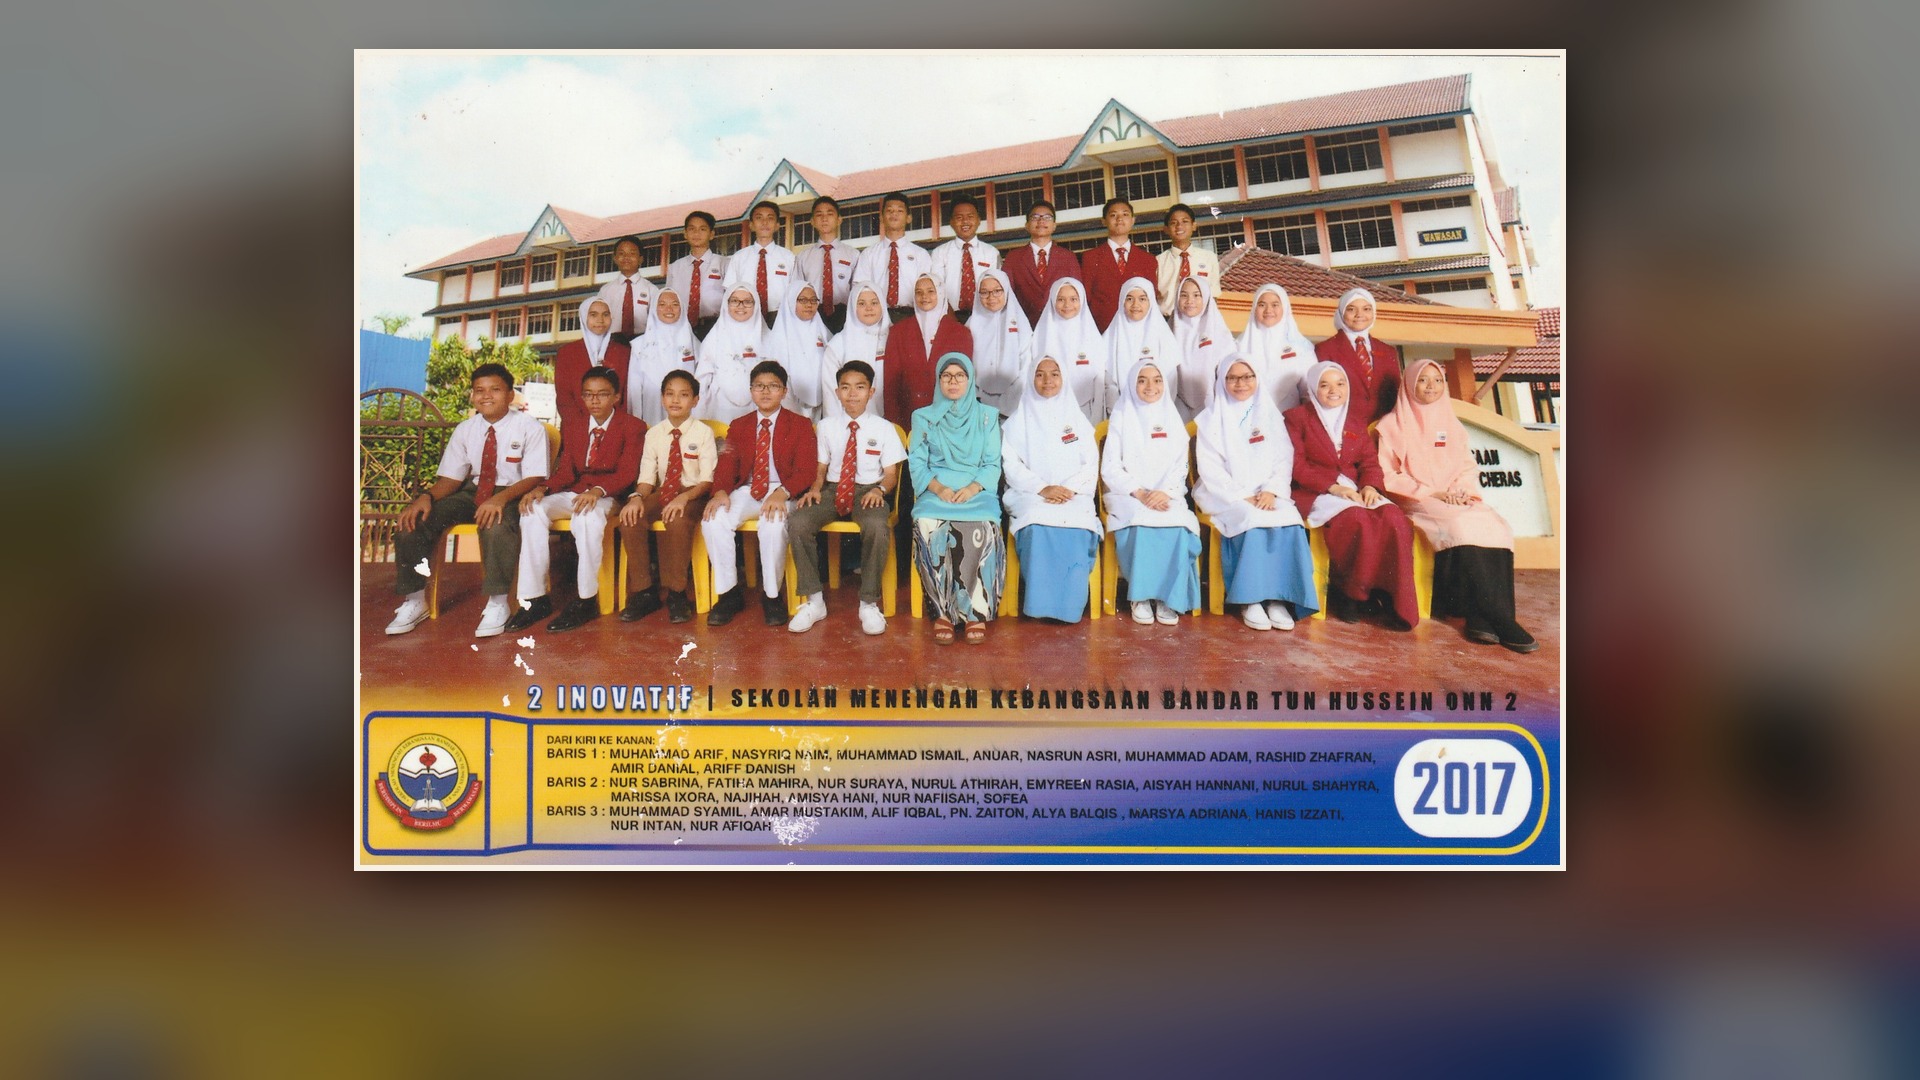 WAWASAN
SAAN
CHERAS
2 INOVATIF | SEKOLAH MENENGAH KEBANGSAAN BANDAR TUN HUSSEIN ONN 2
DARI KIRI KE KANAN:
BARIS 1 : MUHAMMAD ARIF, NASYRIQ NAIM, MUHAMMAD ISMAIL, ANUAR, NASRUN ASRI, MUHAMMAD ADAM, RASHID ZHAFRAN,
AMIR DANIAL, ARIFF DANISH
BARIS 2 : NUR SABRINA, FATIHA MAHIRA, NUR SURAYA, NURUL ATHIRAH, EMYREEN RASIA, AISYAH HANNANI, NURUL SHAHYRA,
MARISSA IXORA, NAJIHAH, AMISYA HANI, NUR NAFIISAH, SOFEA
BARIS 3 : MUHAMMAD SYAMIL, AMAR MUSTAKIM, ALIF IQBAL, PN. ZAITON, ALYA BALQIS , MARSYA ADRIANA, HANIS IZZATI,
NUR INTAN, NUR AFIQAH
2017
BERILMU